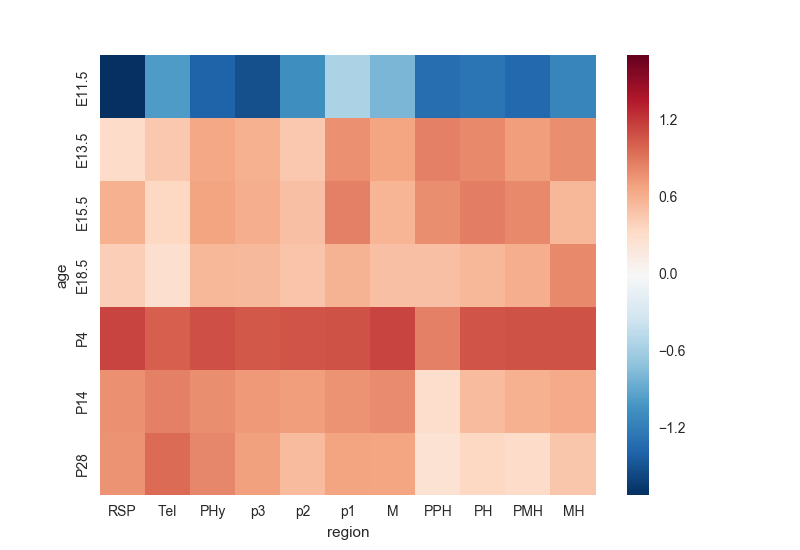 E11.5
E13.5
E15.5
E18.5
P4
P14
P28
age
RSP Tel PHy p3 p2 p1 M PPH PH PMH MH
region
1.2
0.6
0.0
−0.6
−1.2